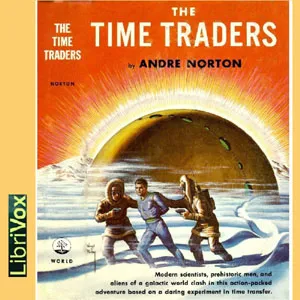 THE
TIME TRADERS
by ANDRE NORTON
THE
TIME
TRADERS
NORTON
WORLD
Modern scientists, prehistoric men, and
aliens of a galactic world clash in this action-packed
adventure based on a daring experiment in time transfer.
LibriVox